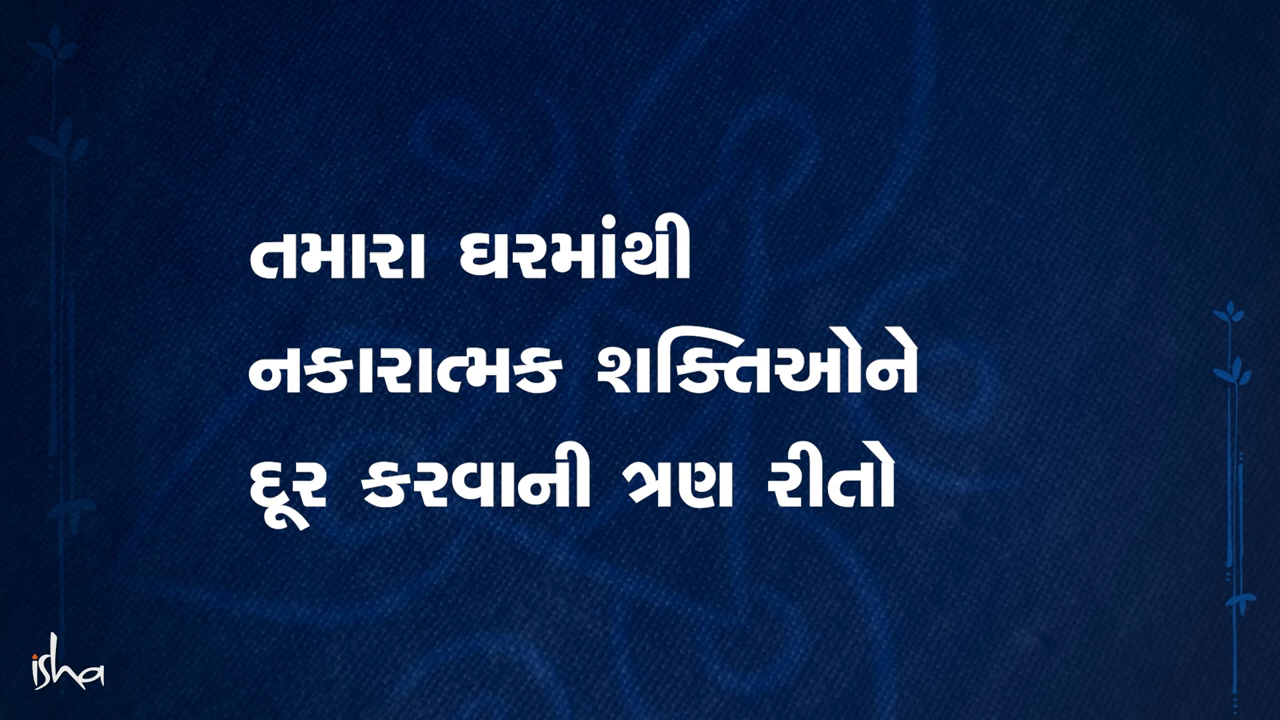 તમારા ઘરમાંથી
નકારાત્મક શક્તિઓને
દૂર કરવાની ત્રણ રીતો
isha